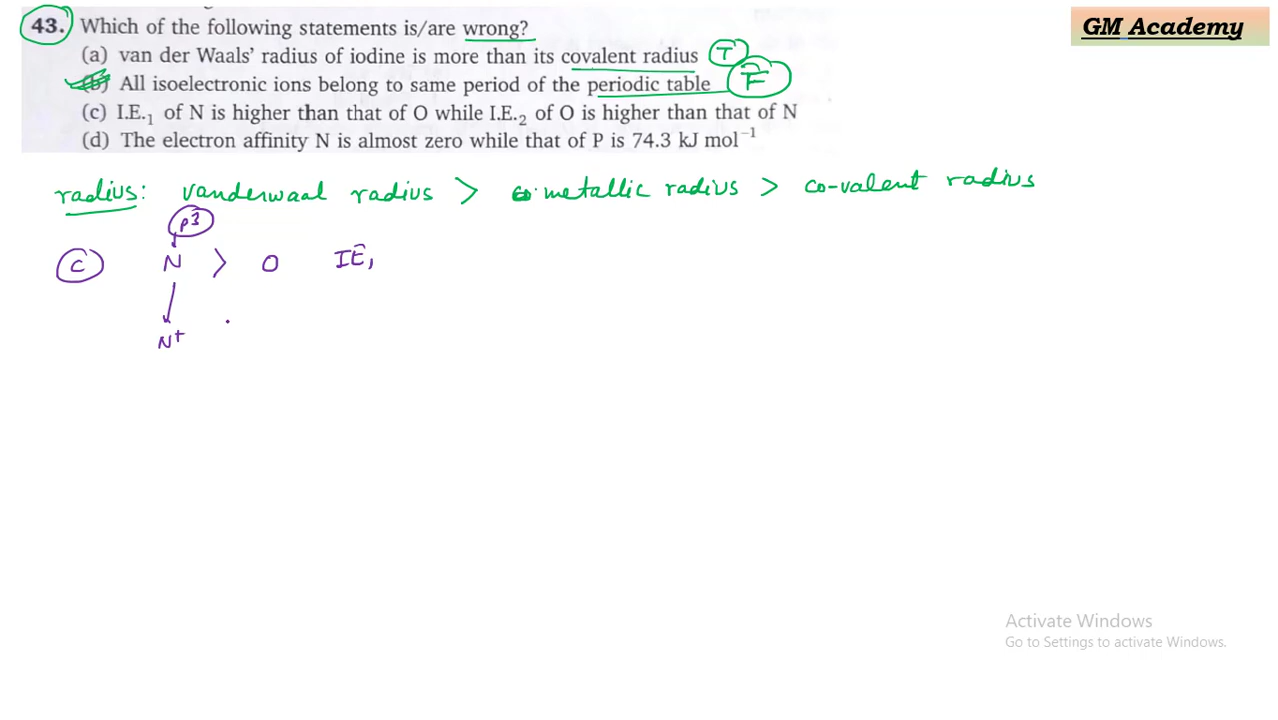 43. Which of the following statements is/are wrong?
GM Academy
(a) van der Waals' radius of iodine is more than its covalent radius T
(b) All isoelectronic ions belong to same period of the periodic table F
(c) I.E.₁ of N is higher than that of O while I.E.₂ of O is higher than that of N
(d) The electron affinity N is almost zero while that of P is 74.3 kJ mol⁻¹
radius: vanderwaal radius > metallic radius > co-valent radius
p3
C N > O IE₁
N⁺
Activate Windows
Go to Settings to activate Windows.